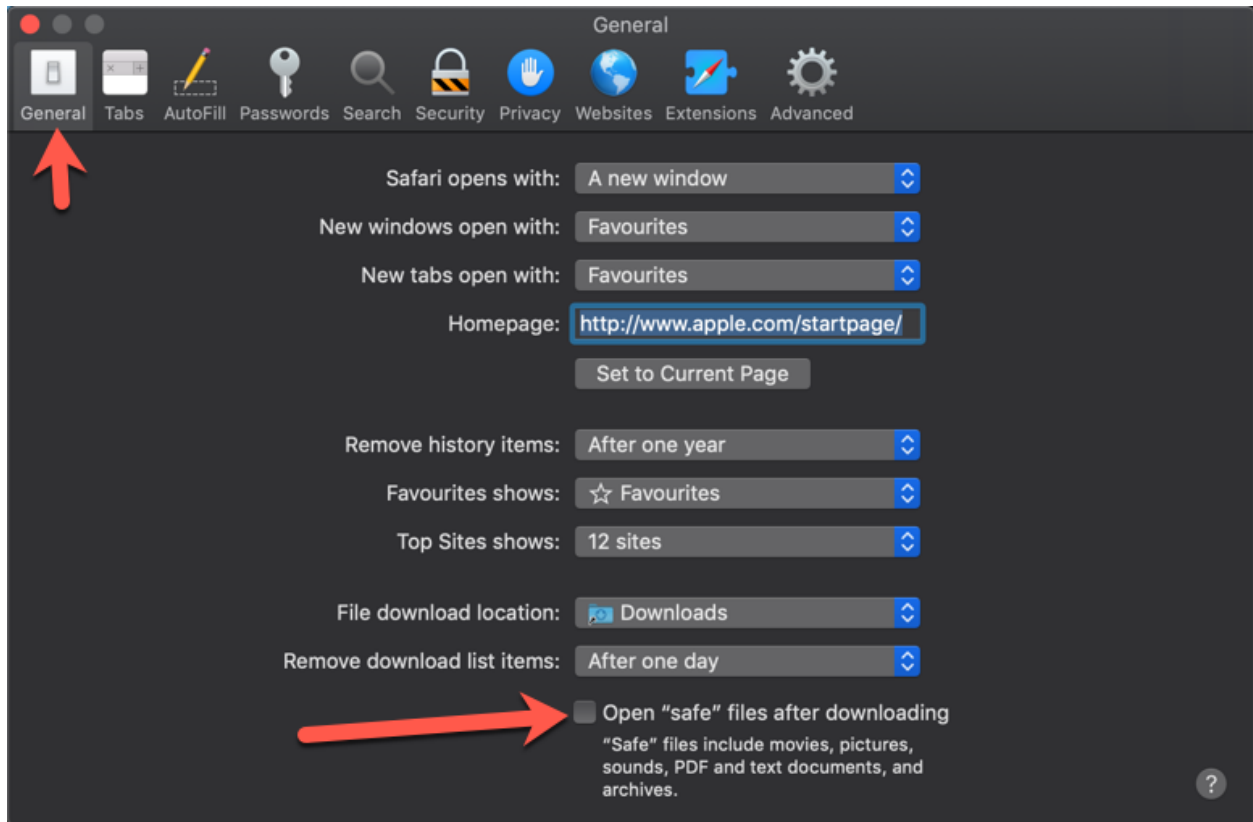 General
General Tabs AutoFill Passwords Search Security Privacy Websites Extensions Advanced
Safari opens with: A new window
New windows open with: Favourites
New tabs open with: Favourites
Homepage: http://www.apple.com/startpage/
Set to Current Page
Remove history items: After one year
Favourites shows: ☆ Favourites
Top Sites shows: 12 sites
File download location: Downloads
Remove download list items: After one day
Open “safe” files after downloading
“Safe” files include movies, pictures,
sounds, PDF and text documents, and
archives.
?